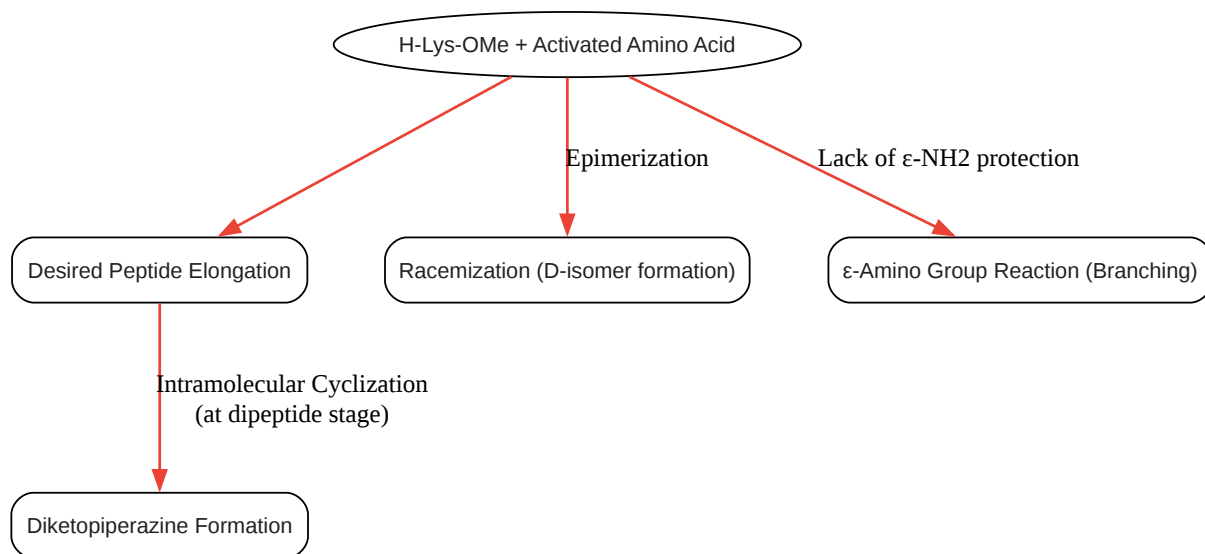 H-Lys-OMe + Activated Amino Acid
Epimerization
Lack of ε-NH2 protection
Desired Peptide Elongation
Racemization (D-isomer formation)
ε-Amino Group Reaction (Branching)
Intramolecular Cyclization
(at dipeptide stage)
Diketopiperazine Formation